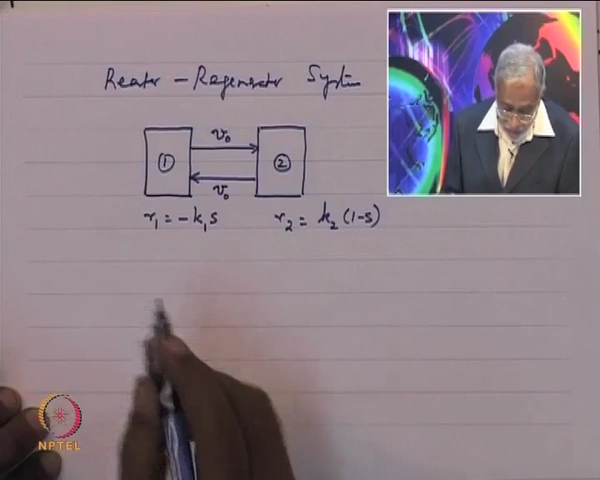 Reactor - Regenerator System
v₀
① ②
v₀
r₁ = -k₁s r₂ = k₂(1-s)
NPTEL